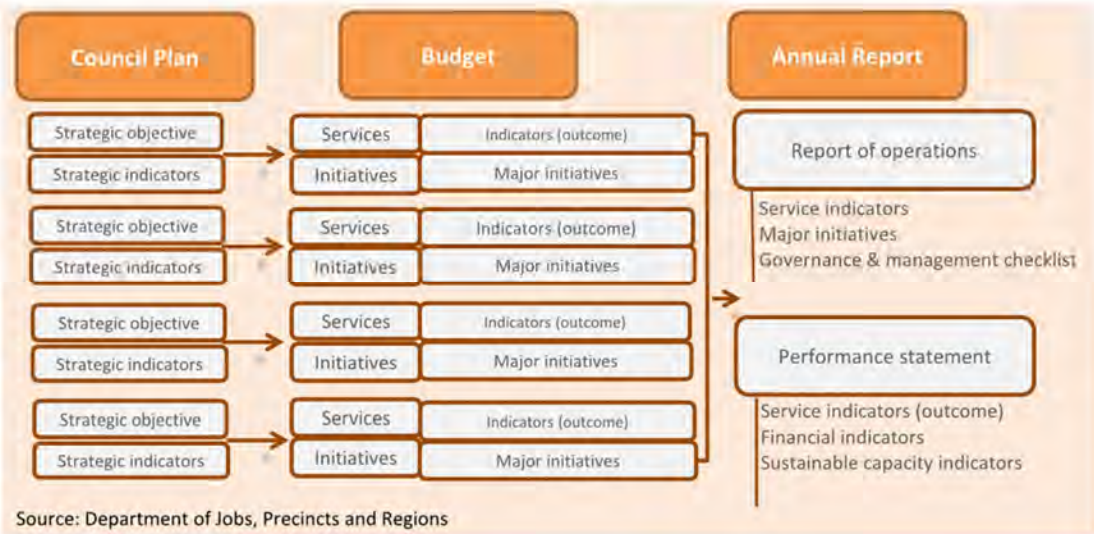 Council Plan
Budget
Annual Report
Strategic objective
Strategic indicators
Services
Indicators (outcome)
Initiatives
Major initiatives
Strategic objective
Strategic indicators
Services
Indicators (outcome)
Initiatives
Major initiatives
Strategic objective
Strategic indicators
Services
Indicators (outcome)
Initiatives
Major initiatives
Strategic objective
Strategic indicators
Services
Indicators (outcome)
Initiatives
Major initiatives
Report of operations
Service indicators
Major initiatives
Governance & management checklist
Performance statement
Service indicators (outcome)
Financial indicators
Sustainable capacity indicators
Source: Department of Jobs, Precincts and Regions